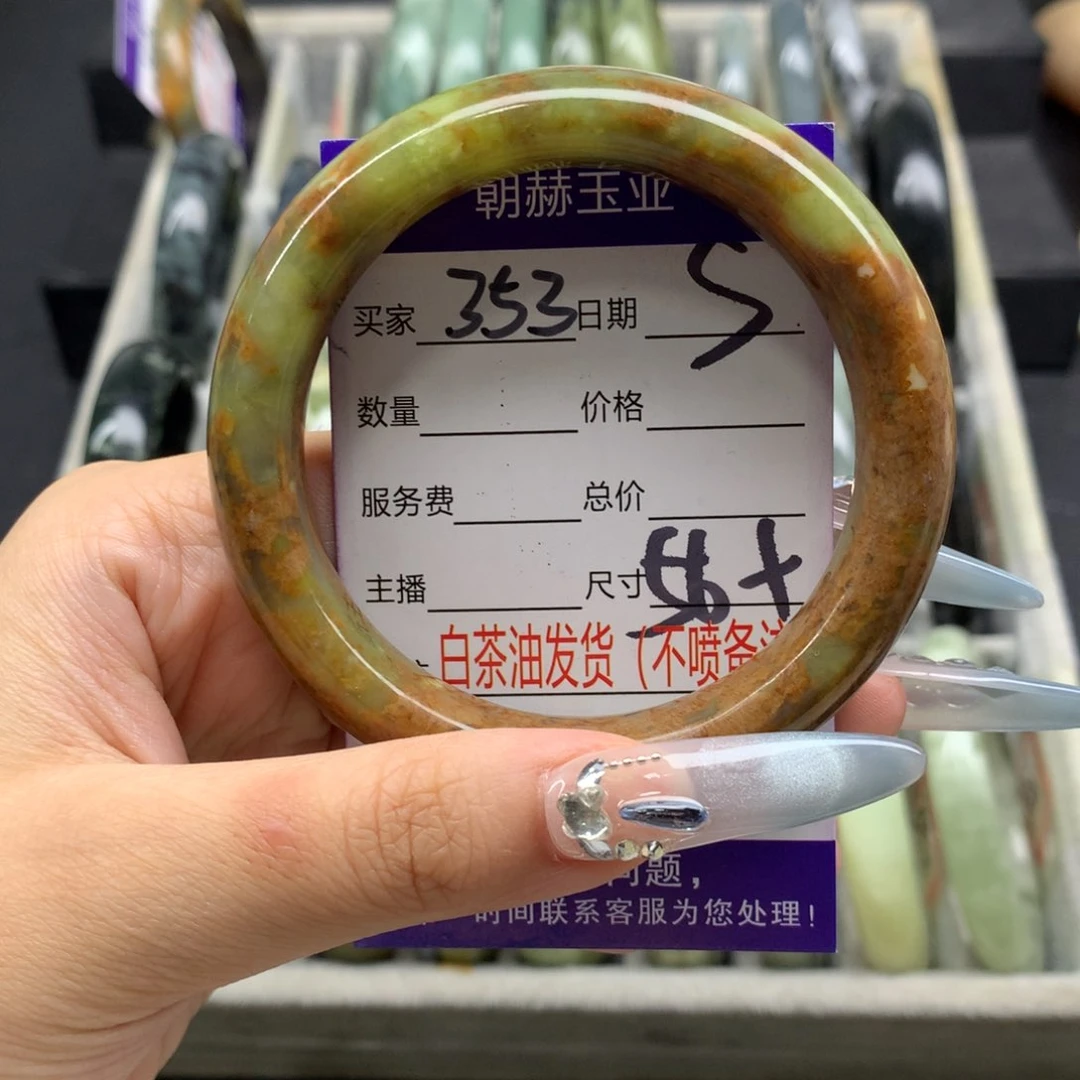 朝赫玉业
买家 353 日期 5
数量 价格
服务费 总价
主播 尺寸
白茶油发货（不喷备注
问题，
时间联系客服为您处理！